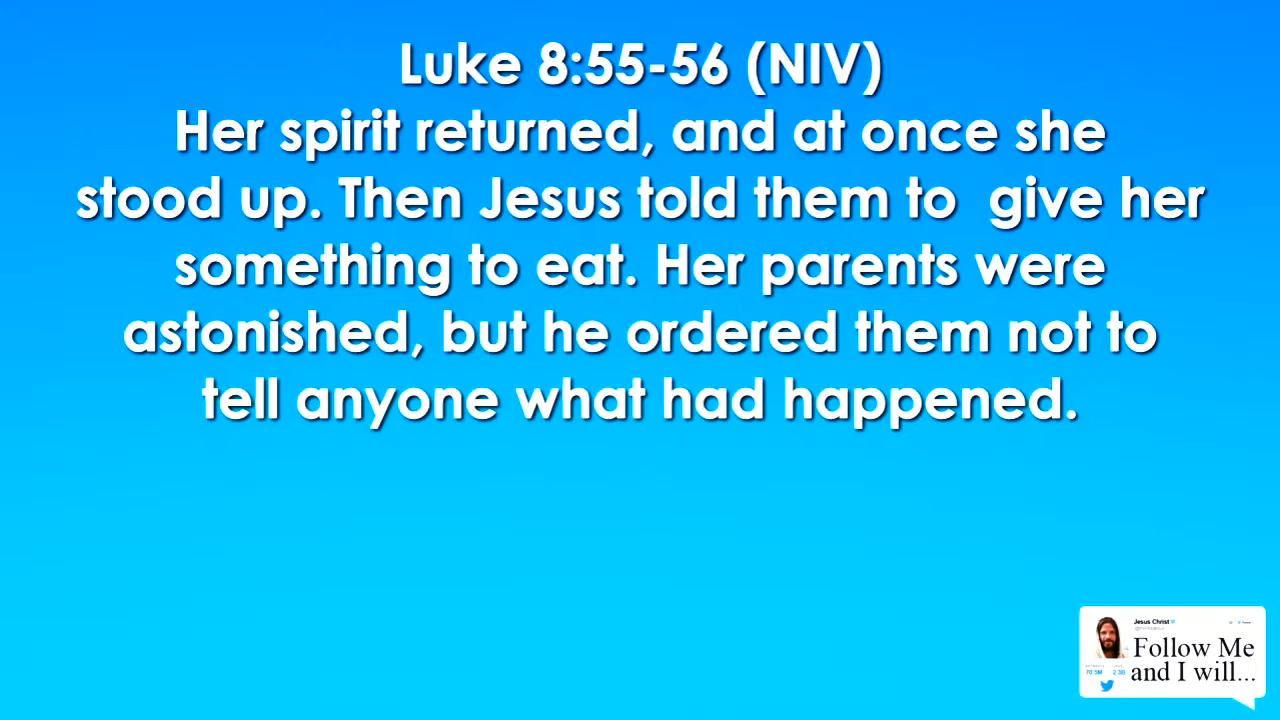 Luke 8:55-56 (NIV)
Her spirit returned, and at once she
stood up. Then Jesus told them to  give her
something to eat. Her parents were
astonished, but he ordered them not to
tell anyone what had happened.
Jesus Christ
Follow Me
and I will...